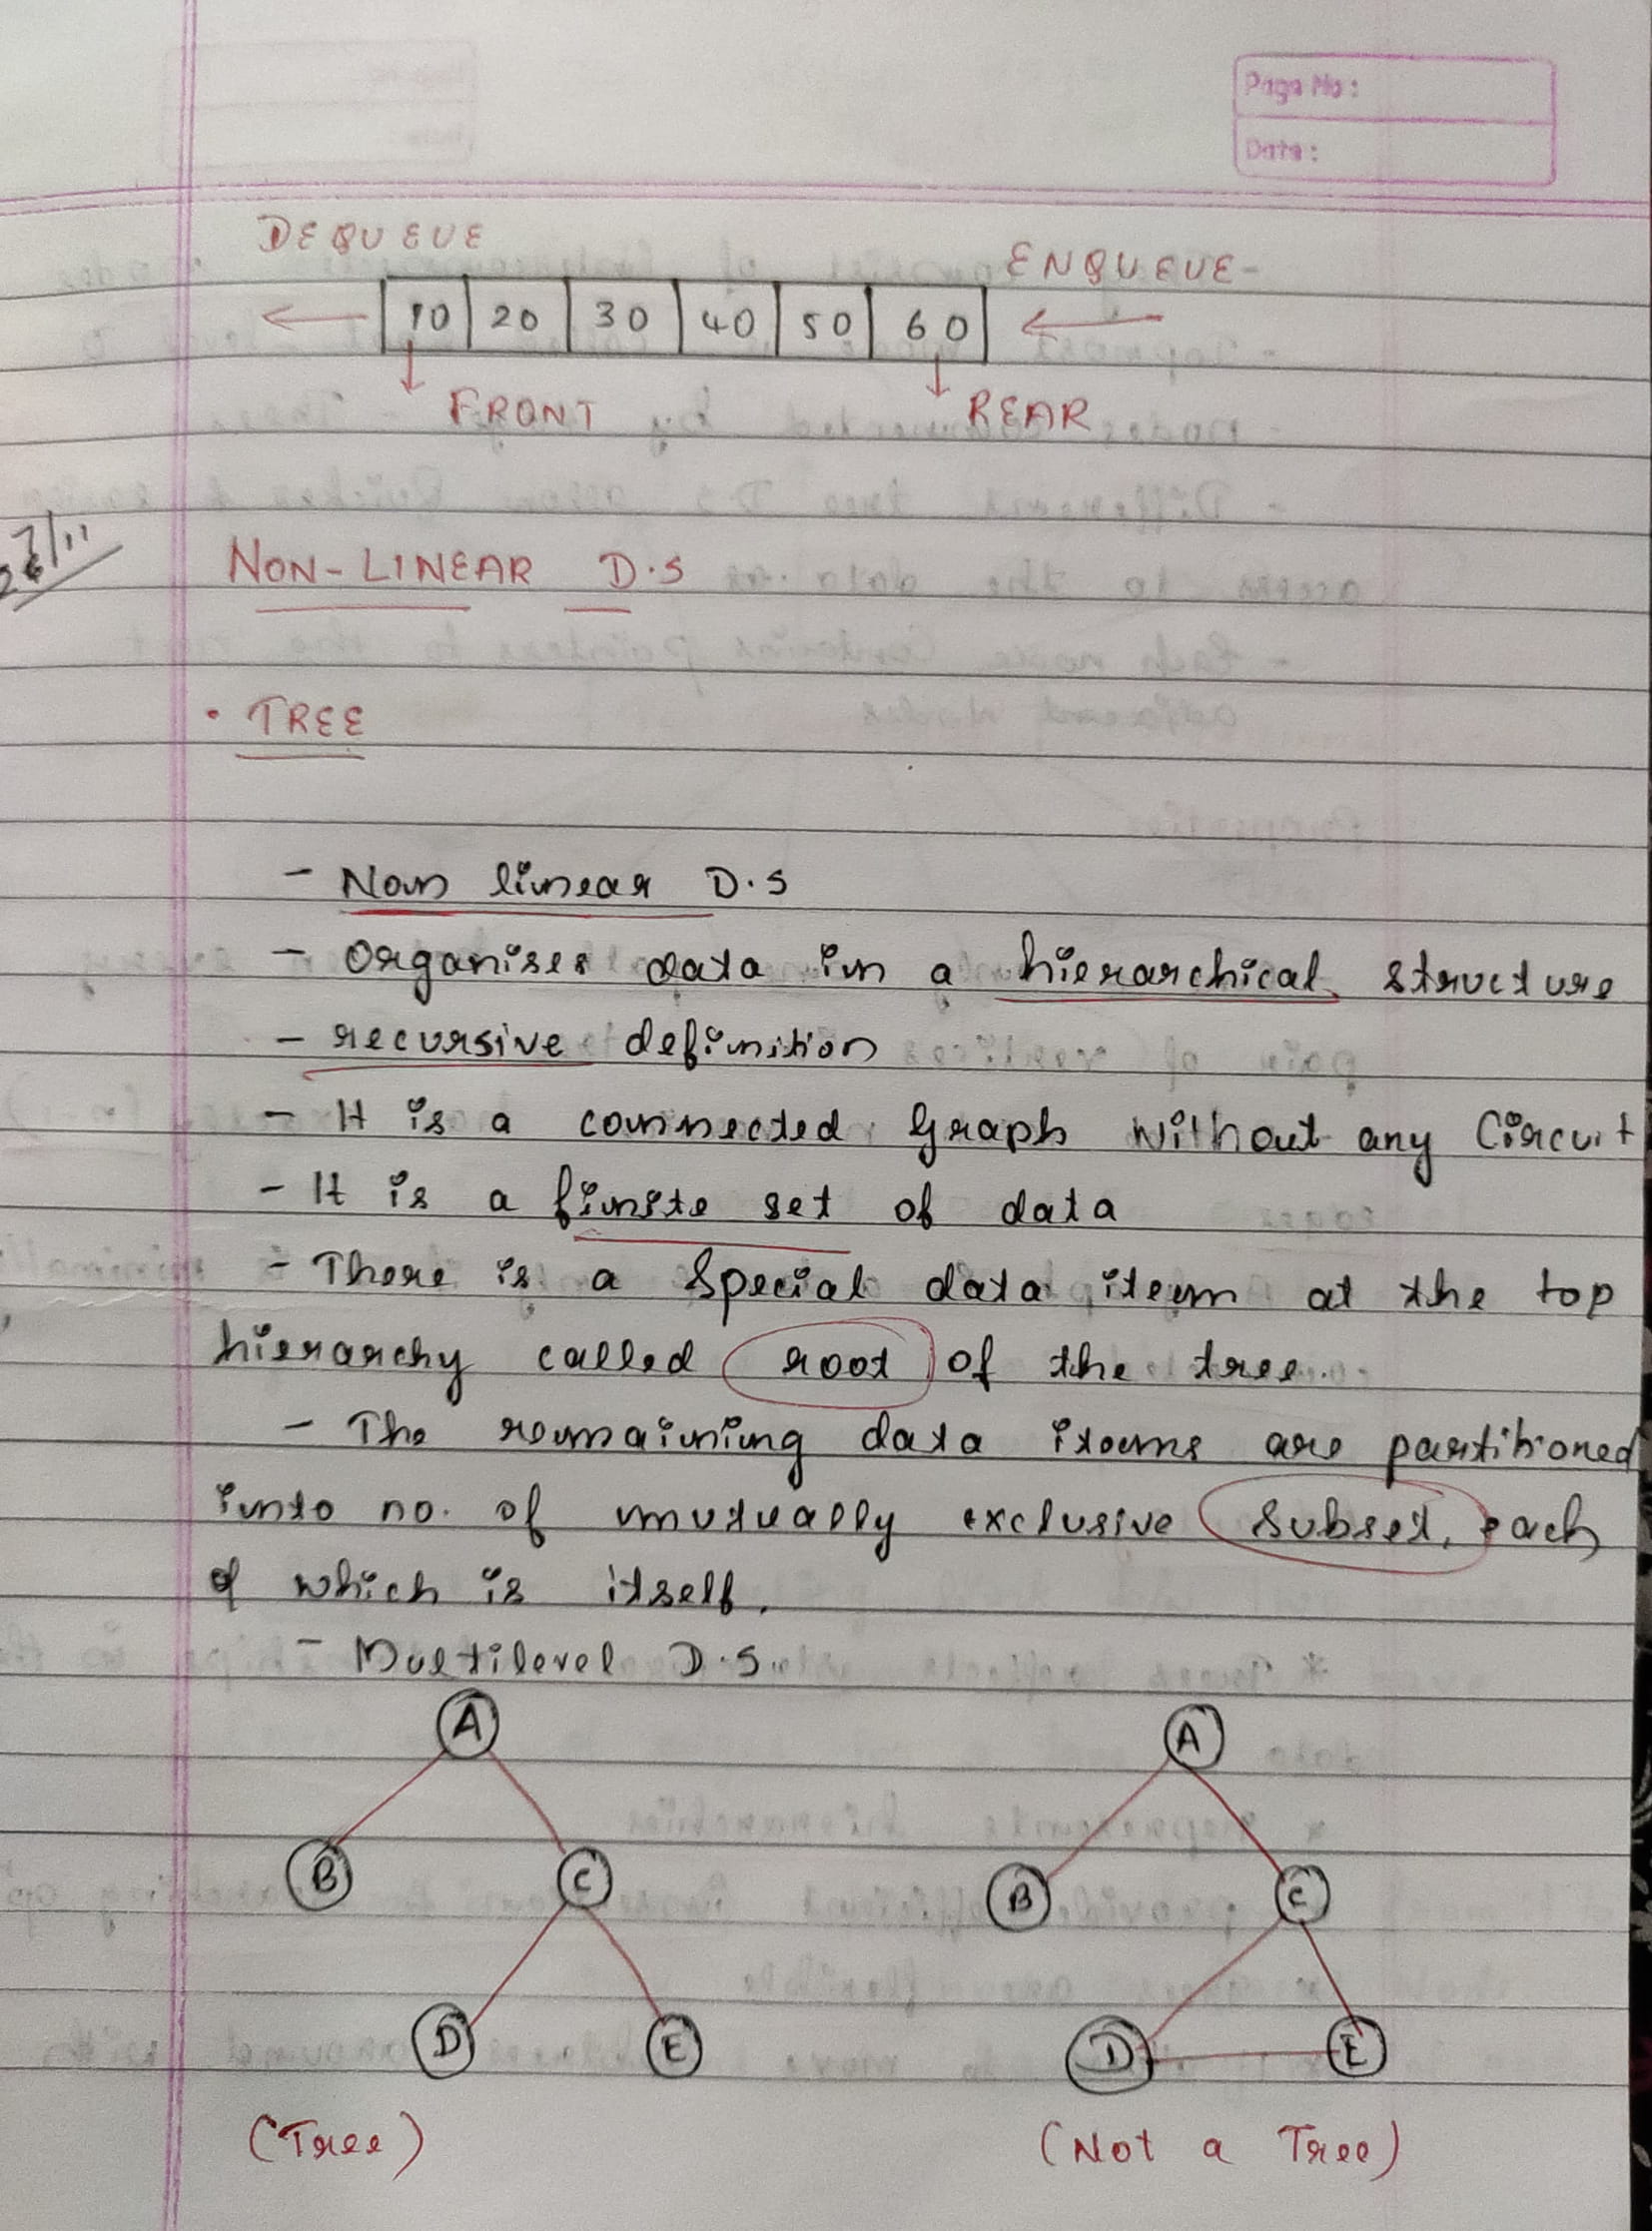 Page No :
Date :
DEQUEUE
ENQUEUE-
10 20 30 40 50 60
FRONT REAR
/11
NON-LINEAR D.S
• TREE
- Non linear D.S
- Organises data in a hierarchical structure
- recursive definition
- It is a connected Graph without any Circuit
- It is a finite set of data
- There is a Special data item at the top
hierarchy called root of the tree.
- The remaining data items are partitioned
into no. of mutually exclusive subset, each
of which is itself.
- Multilevel D.S.
A A
B C B C
D E D E
(Tree) (Not a Tree)